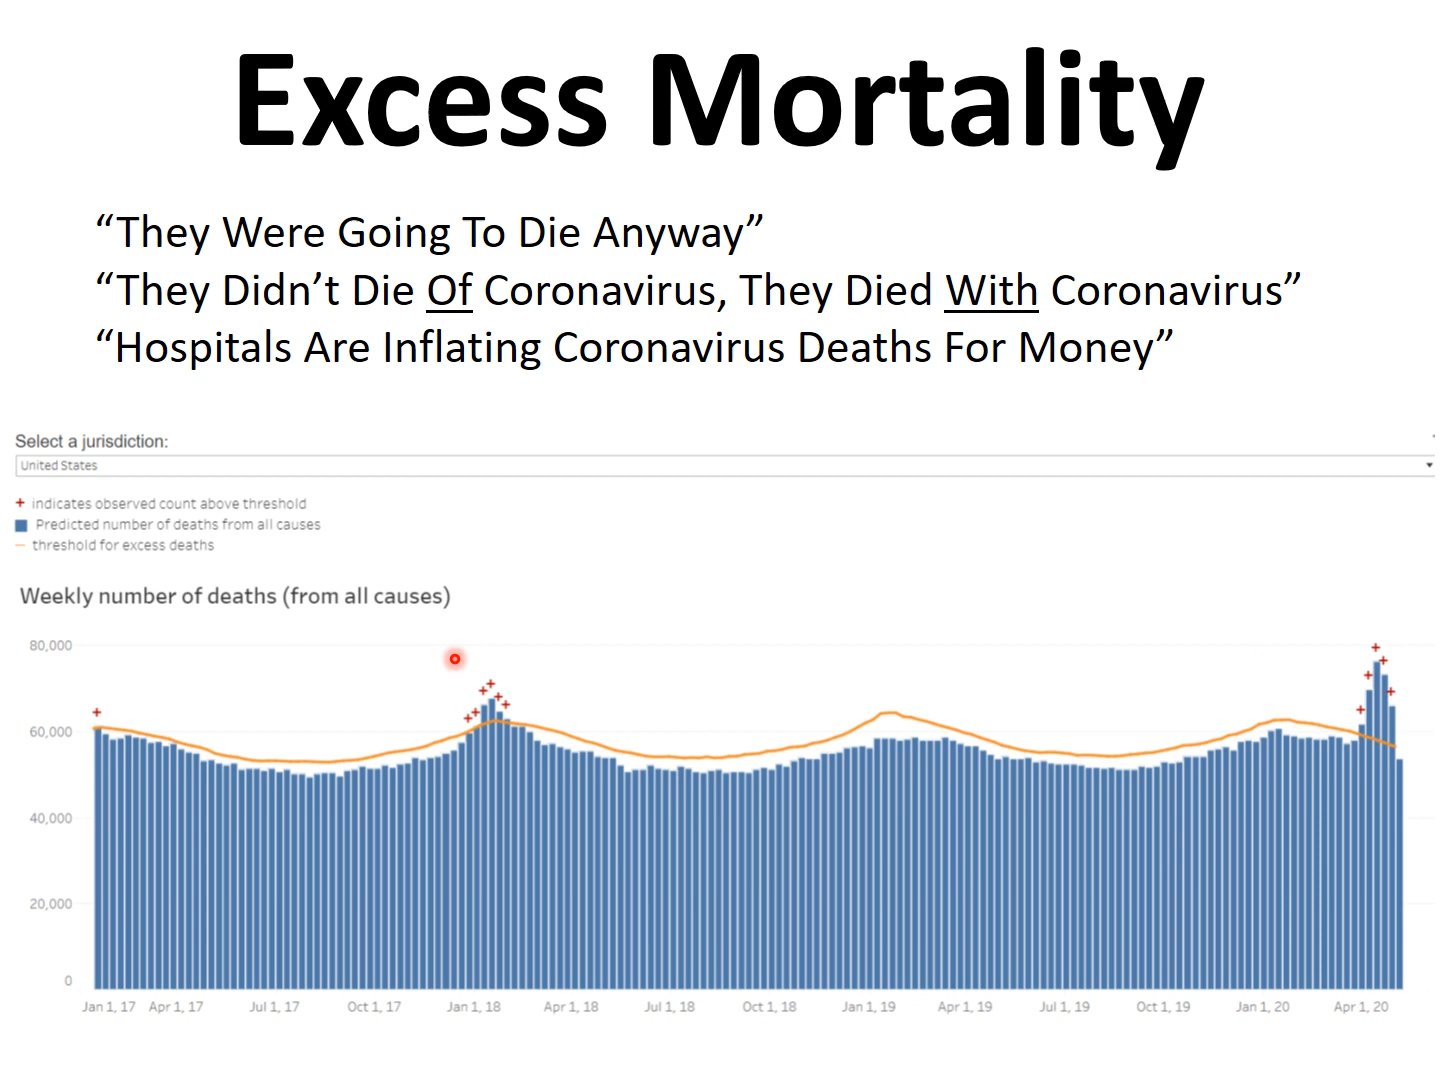 Excess Mortality
“They Were Going To Die Anyway”
“They Didn’t Die Of Coronavirus, They Died With Coronavirus”
“Hospitals Are Inflating Coronavirus Deaths For Money”
Select a jurisdiction:
United States
+ indicates observed count above threshold
Predicted number of deaths from all causes
threshold for excess deaths
Weekly number of deaths (from all causes)
80,000
60,000
40,000
20,000
0
Jan 1, 17 Apr 1, 17 Jul 1, 17 Oct 1, 17 Jan 1, 18 Apr 1, 18 Jul 1, 18 Oct 1, 18 Jan 1, 19 Apr 1, 19 Jul 1, 19 Oct 1, 19 Jan 1, 20 Apr 1, 20